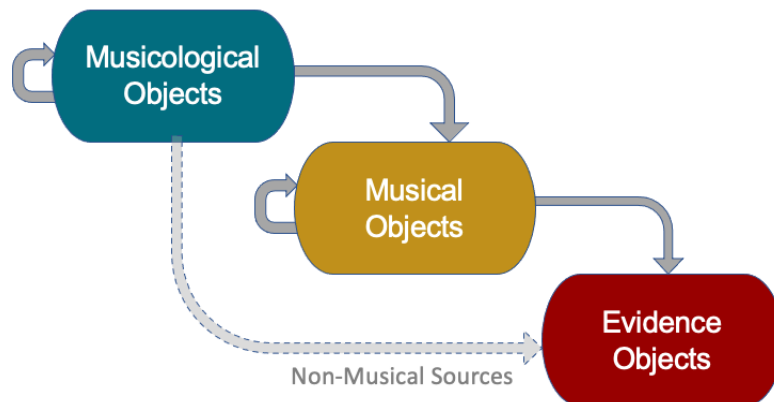 Musicological
Objects
Musical
Objects
Evidence
Objects
Non-Musical Sources